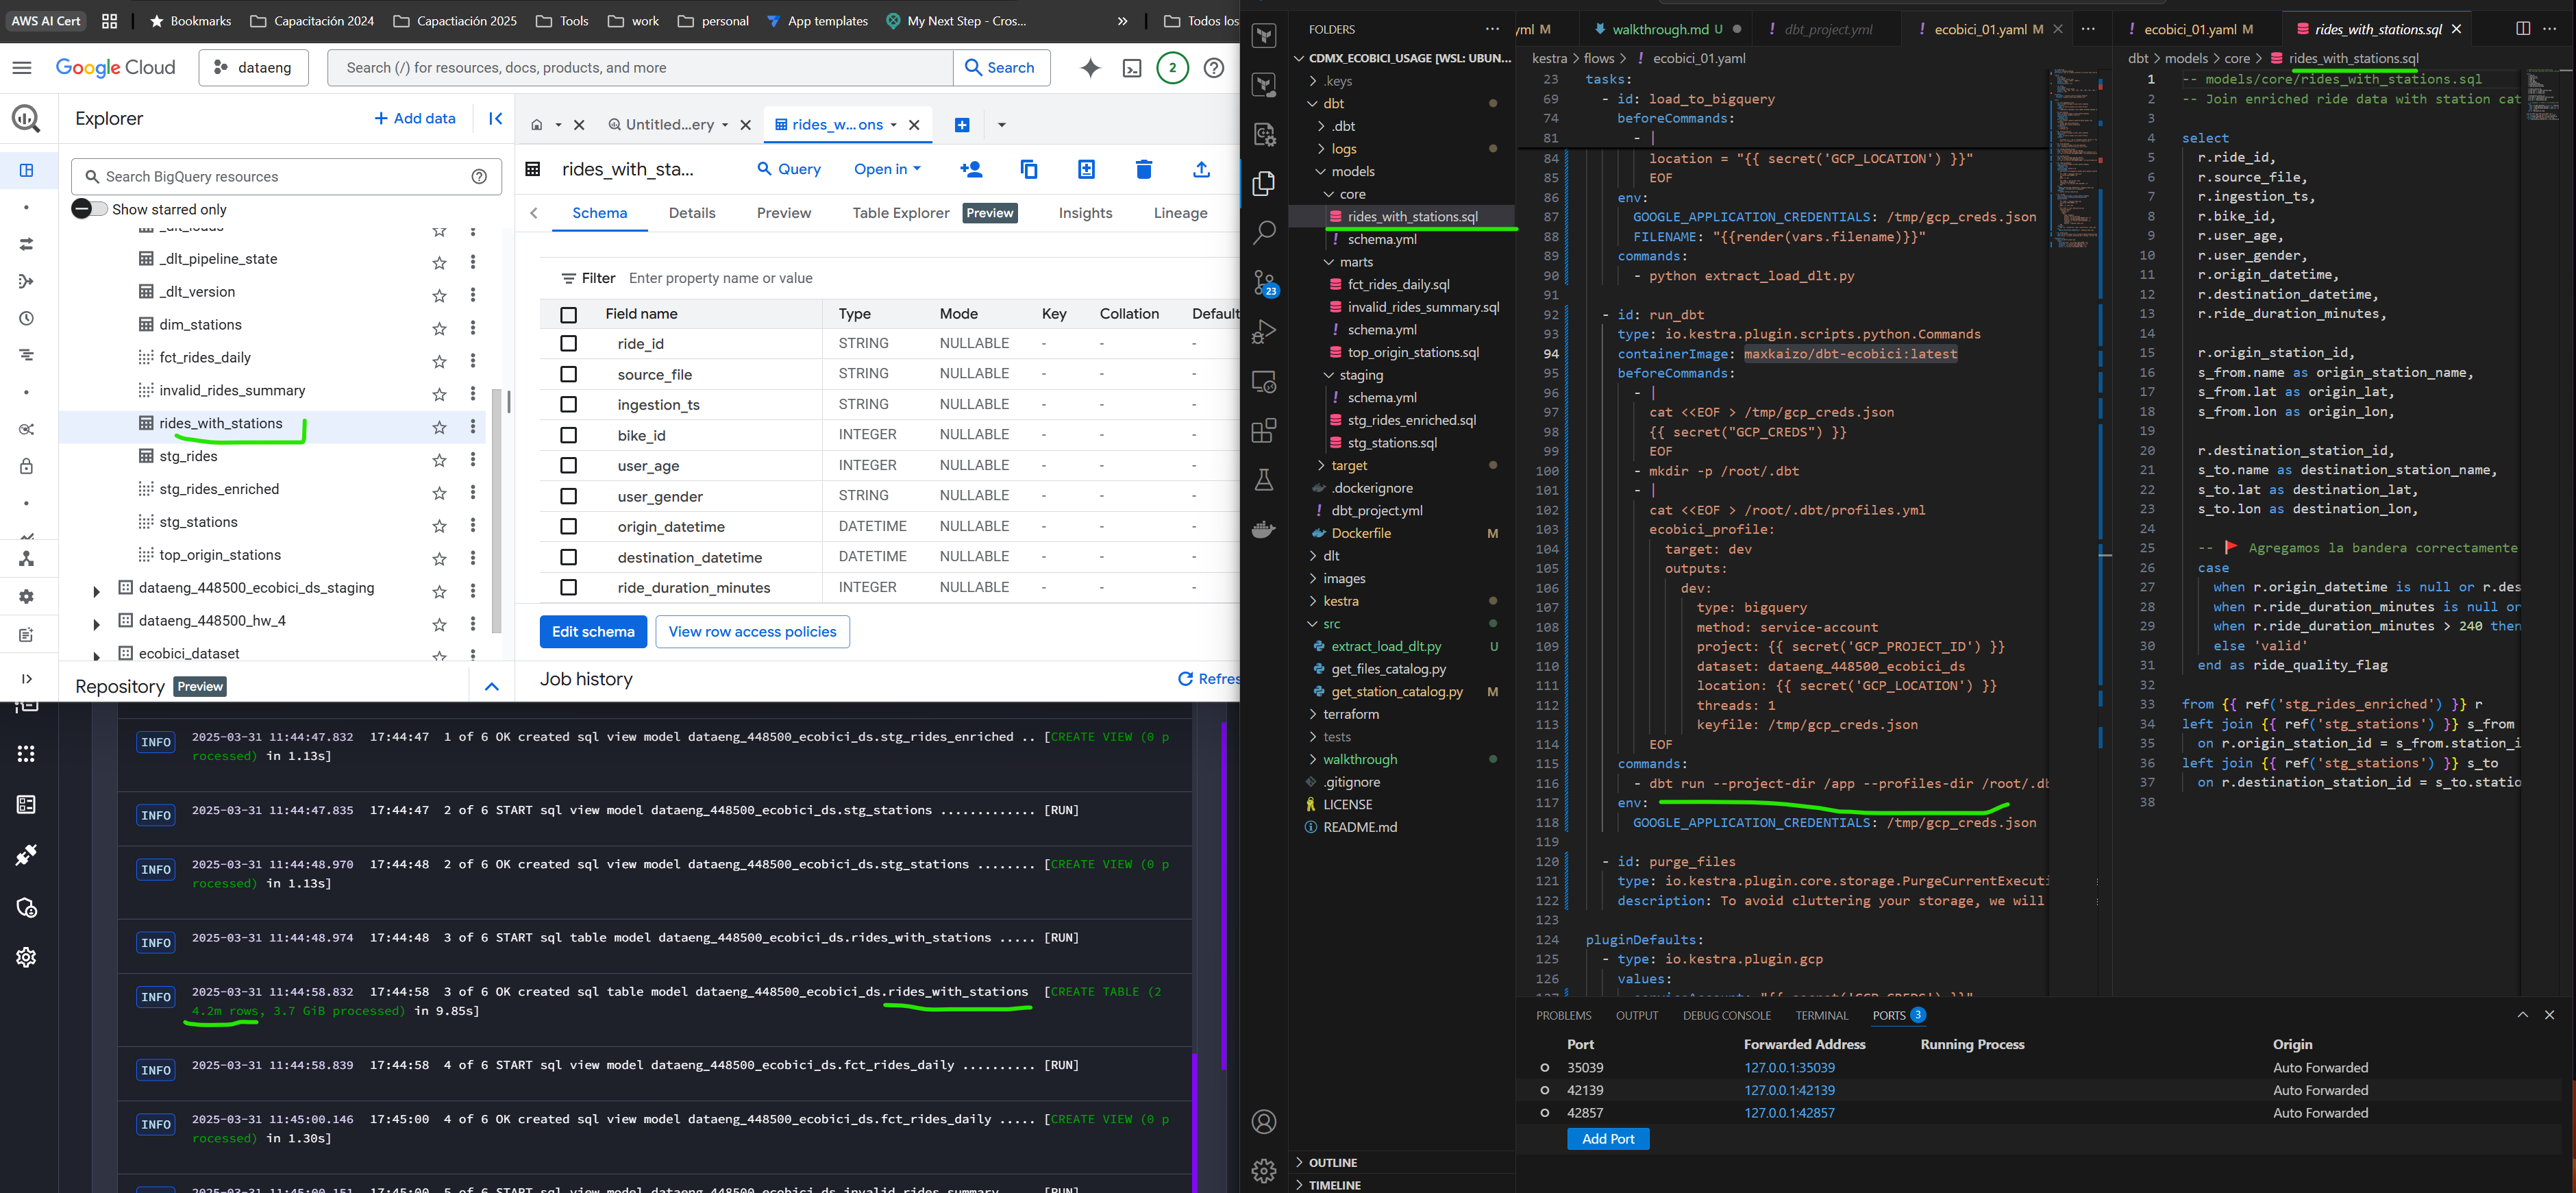 AWS AI Cert
Bookmarks
Capacitación 2024
Capactiación 2025
Tools
work
personal
App templates
My Next Step - Cros...
Todos los
Google Cloud
dataeng
Search (/) for resources, docs, products, and more
Search
2
Explorer
+ Add data
Search BigQuery resources
Show starred only
_dlt_loads
_dlt_pipeline_state
_dlt_version
dim_stations
fct_rides_daily
invalid_rides_summary
rides_with_stations
stg_rides
stg_rides_enriched
stg_stations
top_origin_stations
dataeng_448500_ecobici_ds_staging
dataeng_448500_hw_4
ecobici_dataset
Repository Preview
Untitled...ery
rides_w...ons
rides_with_sta...
Query
Open in
Schema
Details
Preview
Table Explorer Preview
Insights
Lineage
Filter Enter property name or value
Field name Type Mode Key Collation Default
ride_id STRING NULLABLE - - -
source_file STRING NULLABLE - - -
ingestion_ts STRING NULLABLE - - -
bike_id INTEGER NULLABLE - - -
user_age INTEGER NULLABLE - - -
user_gender STRING NULLABLE - - -
origin_datetime DATETIME NULLABLE - - -
destination_datetime DATETIME NULLABLE - - -
ride_duration_minutes INTEGER NULLABLE - - -
Edit schema
View row access policies
Job history
Refres
INFO 2025-03-31 11:44:47.832 17:44:47 1 of 6 OK created sql view model dataeng_448500_ecobici_ds.stg_rides_enriched .. [CREATE VIEW (0 p
rocessed) in 1.13s]
INFO 2025-03-31 11:44:47.835 17:44:47 2 of 6 START sql view model dataeng_448500_ecobici_ds.stg_stations ............. [RUN]
INFO 2025-03-31 11:44:48.970 17:44:48 2 of 6 OK created sql view model dataeng_448500_ecobici_ds.stg_stations ........ [CREATE VIEW (0 p
rocessed) in 1.13s]
INFO 2025-03-31 11:44:48.974 17:44:48 3 of 6 START sql table model dataeng_448500_ecobici_ds.rides_with_stations ..... [RUN]
INFO 2025-03-31 11:44:58.832 17:44:58 3 of 6 OK created sql table model dataeng_448500_ecobici_ds.rides_with_stations [CREATE TABLE (2
4.2m rows, 3.7 GiB processed) in 9.85s]
INFO 2025-03-31 11:44:58.839 17:44:58 4 of 6 START sql view model dataeng_448500_ecobici_ds.fct_rides_daily .......... [RUN]
INFO 2025-03-31 11:45:00.146 17:45:00 4 of 6 OK created sql view model dataeng_448500_ecobici_ds.fct_rides_daily ..... [CREATE VIEW (0 p
rocessed) in 1.30s]
INFO 2025-03-31 11:45:00.151 17:45:00 5 of 6 START sql view model dataeng_448500_ecobici_ds.invalid_rides_summary .... [RUN]
23
FOLDERS
CDMX_ECOBICI_USAGE [WSL: UBUN...
.keys
dbt
.dbt
logs
models
core
rides_with_stations.sql
schema.yml
marts
fct_rides_daily.sql
invalid_rides_summary.sql
schema.yml
top_origin_stations.sql
staging
schema.yml
stg_rides_enriched.sql
stg_stations.sql
target
.dockerignore
dbt_project.yml
Dockerfile M
dlt
images
kestra
src
extract_load_dlt.py U
get_files_catalog.py
get_station_catalog.py M
terraform
tests
walkthrough
.gitignore
LICENSE
README.md
OUTLINE
TIMELINE
yml M
walkthrough.md U
dbt_project.yml
ecobici_01.yaml M
kestra > flows > ecobici_01.yaml
23 tasks:
69 - id: load_to_bigquery
74 beforeCommands:
81 - |
84 location = "{{ secret('GCP_LOCATION') }}"
85 EOF
86 env:
87 GOOGLE_APPLICATION_CREDENTIALS: /tmp/gcp_creds.json
88 FILENAME: "{{render(vars.filename)}}"
89 commands:
90 - python extract_load_dlt.py
91
92 - id: run_dbt
93 type: io.kestra.plugin.scripts.python.Commands
94 containerImage: maxkaizo/dbt-ecobici:latest
95 beforeCommands:
96 - |
97 cat <<EOF > /tmp/gcp_creds.json
98 {{ secret("GCP_CREDS") }}
99 EOF
100 - mkdir -p /root/.dbt
101 - |
102 cat <<EOF > /root/.dbt/profiles.yml
103 ecobici_profile:
104 target: dev
105 outputs:
106 dev:
107 type: bigquery
108 method: service-account
109 project: {{ secret('GCP_PROJECT_ID') }}
110 dataset: dataeng_448500_ecobici_ds
111 location: {{ secret('GCP_LOCATION') }}
112 threads: 1
113 keyfile: /tmp/gcp_creds.json
114 EOF
115 commands:
116 - dbt run --project-dir /app --profiles-dir /root/.db
117 env:
118 GOOGLE_APPLICATION_CREDENTIALS: /tmp/gcp_creds.json
119
120 - id: purge_files
121 type: io.kestra.plugin.core.storage.PurgeCurrentExecuti
122 description: To avoid cluttering your storage, we will
123
124 pluginDefaults:
125 - type: io.kestra.plugin.gcp
126 values:
ecobici_01.yaml M
rides_with_stations.sql
dbt > models > core > rides_with_stations.sql
1 -- models/core/rides_with_stations.sql
2 -- Join enriched ride data with station cat
3
4 select
5 r.ride_id,
6 r.source_file,
7 r.ingestion_ts,
8 r.bike_id,
9 r.user_age,
10 r.user_gender,
11 r.origin_datetime,
12 r.destination_datetime,
13 r.ride_duration_minutes,
14
15 r.origin_station_id,
16 s_from.name as origin_station_name,
17 s_from.lat as origin_lat,
18 s_from.lon as origin_lon,
19
20 r.destination_station_id,
21 s_to.name as destination_station_name,
22 s_to.lat as destination_lat,
23 s_to.lon as destination_lon,
24
25 -- 🚩 Agregamos la bandera correctamente
26 case
27 when r.origin_datetime is null or r.des
28 when r.ride_duration_minutes is null or
29 when r.ride_duration_minutes > 240 then
30 else 'valid'
31 end as ride_quality_flag
32
33 from {{ ref('stg_rides_enriched') }} r
34 left join {{ ref('stg_stations') }} s_from
35 on r.origin_station_id = s_from.station_i
36 left join {{ ref('stg_stations') }} s_to
37 on r.destination_station_id = s_to.statio
38
PROBLEMS OUTPUT DEBUG CONSOLE TERMINAL PORTS 3
Port Forwarded Address Running Process Origin
35039 127.0.0.1:35039 Auto Forwarded
42139 127.0.0.1:42139 Auto Forwarded
42857 127.0.0.1:42857 Auto Forwarded
Add Port